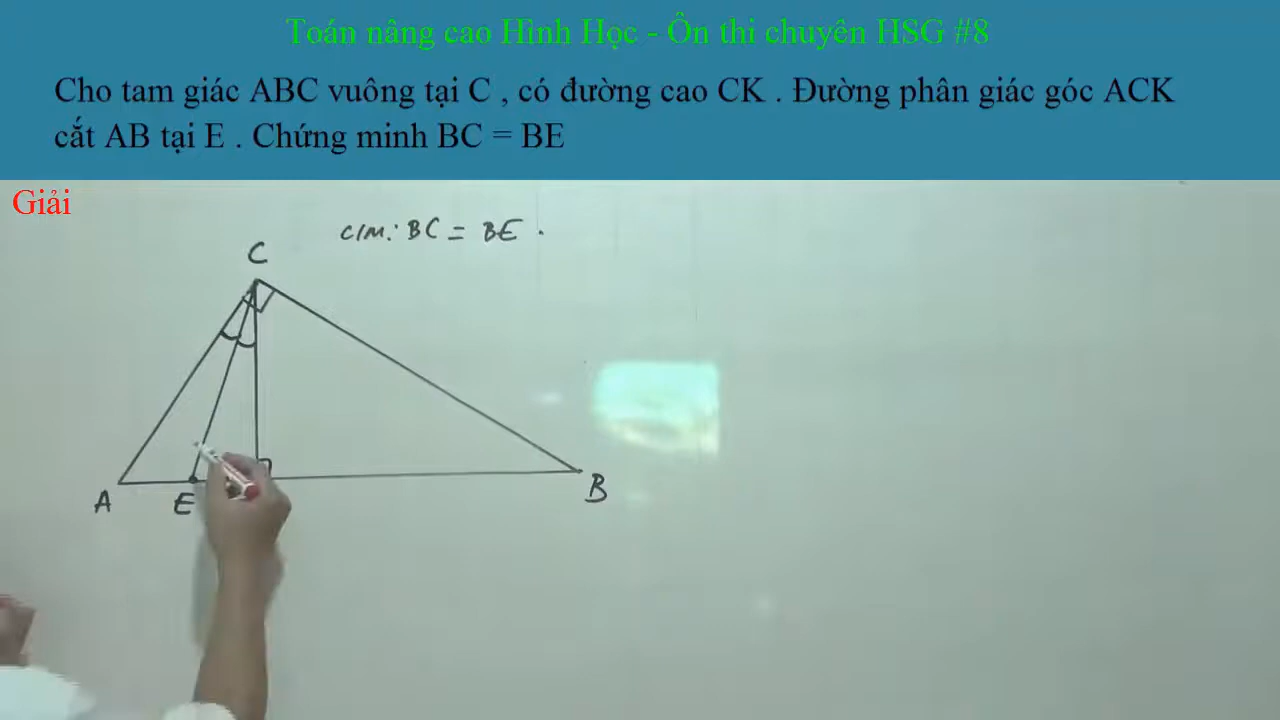 Toán nâng cao Hình Học - Ôn thi chuyên HSG #8
Cho tam giác ABC vuông tại C , có đường cao CK . Đường phân giác góc ACK
cắt AB tại E . Chứng minh BC = BE
Giải
C/M: BC = BE .
C
A
E
B